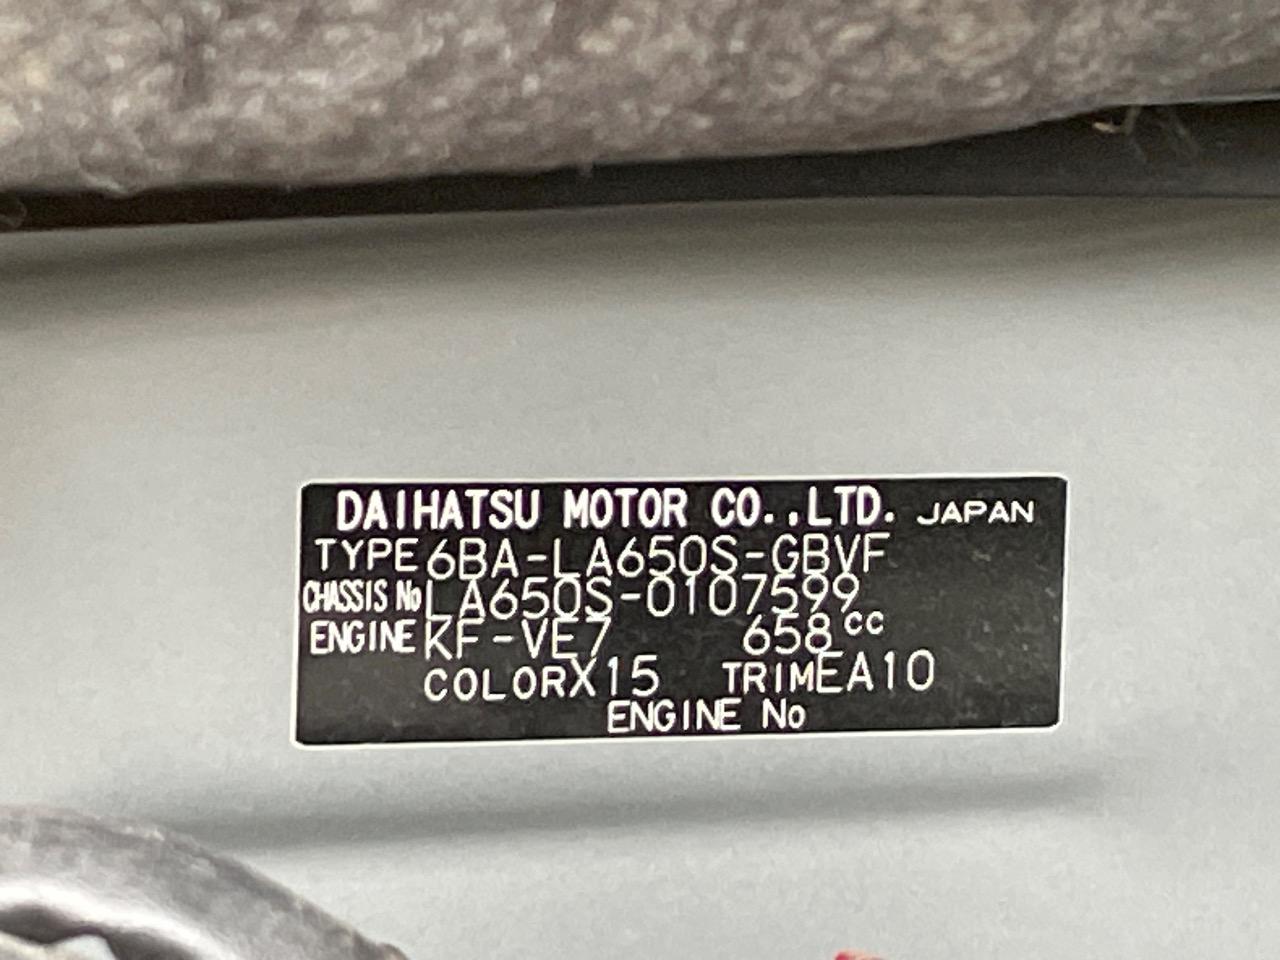 DAIHATSU MOTOR CO.,LTD. JAPAN
TYPE 6BA-LA650S-GBVF
CHASSIS No LA650S-0107599
ENGINE KF-VE7 658cc
COLOR X15 TRIM EA10
ENGINE No